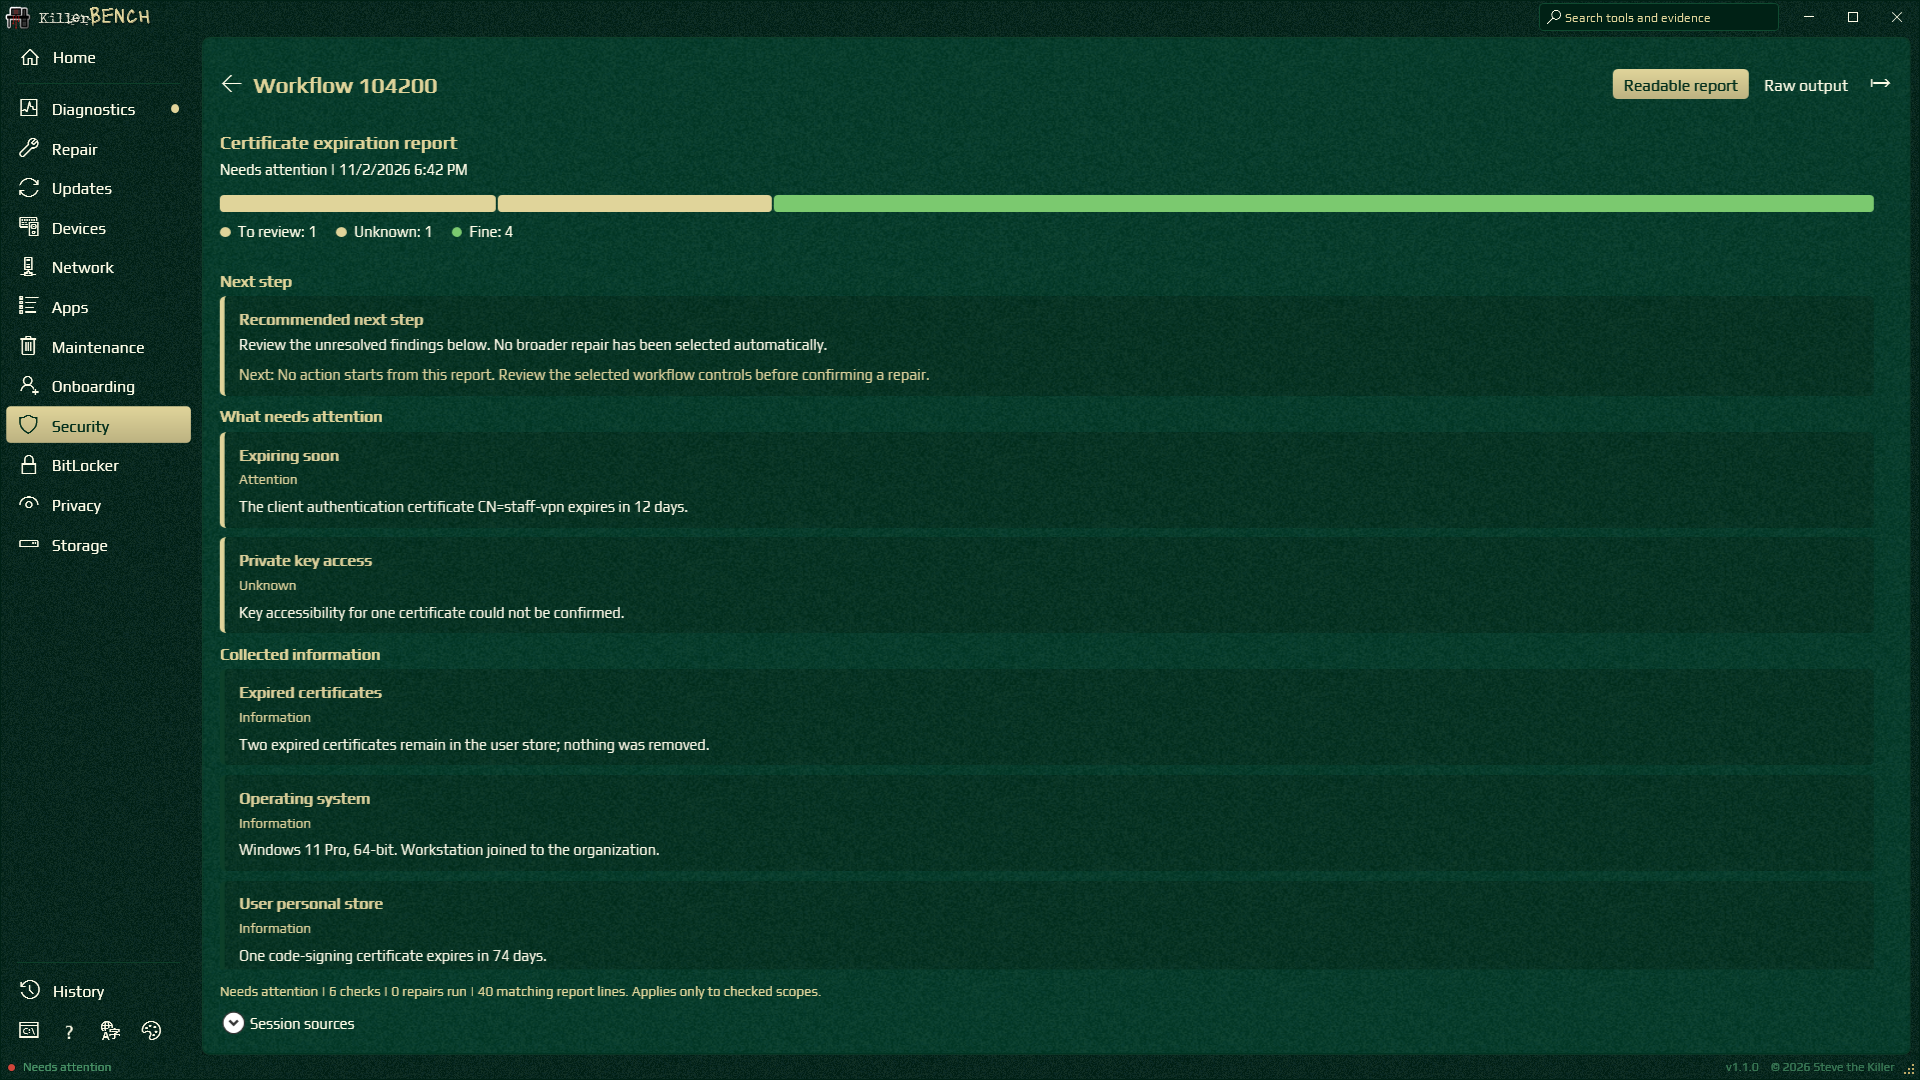 KillerBENCH
Search tools and evidence
Home
Diagnostics
Repair
Updates
Devices
Network
Apps
Maintenance
Onboarding
Security
BitLocker
Privacy
Storage
History
Needs attention
Workflow 104200
Readable report
Raw output
Certificate expiration report
Needs attention | 11/2/2026 6:42 PM
To review: 1
Unknown: 1
Fine: 4
Next step
Recommended next step
Review the unresolved findings below. No broader repair has been selected automatically.
Next: No action starts from this report. Review the selected workflow controls before confirming a repair.
What needs attention
Expiring soon
Attention
The client authentication certificate CN=staff-vpn expires in 12 days.
Private key access
Unknown
Key accessibility for one certificate could not be confirmed.
Collected information
Expired certificates
Information
Two expired certificates remain in the user store; nothing was removed.
Operating system
Information
Windows 11 Pro, 64-bit. Workstation joined to the organization.
User personal store
Information
One code-signing certificate expires in 74 days.
Needs attention | 6 checks | 0 repairs run | 40 matching report lines. Applies only to checked scopes.
Session sources
v1.1.0 © 2026 Steve the Killer